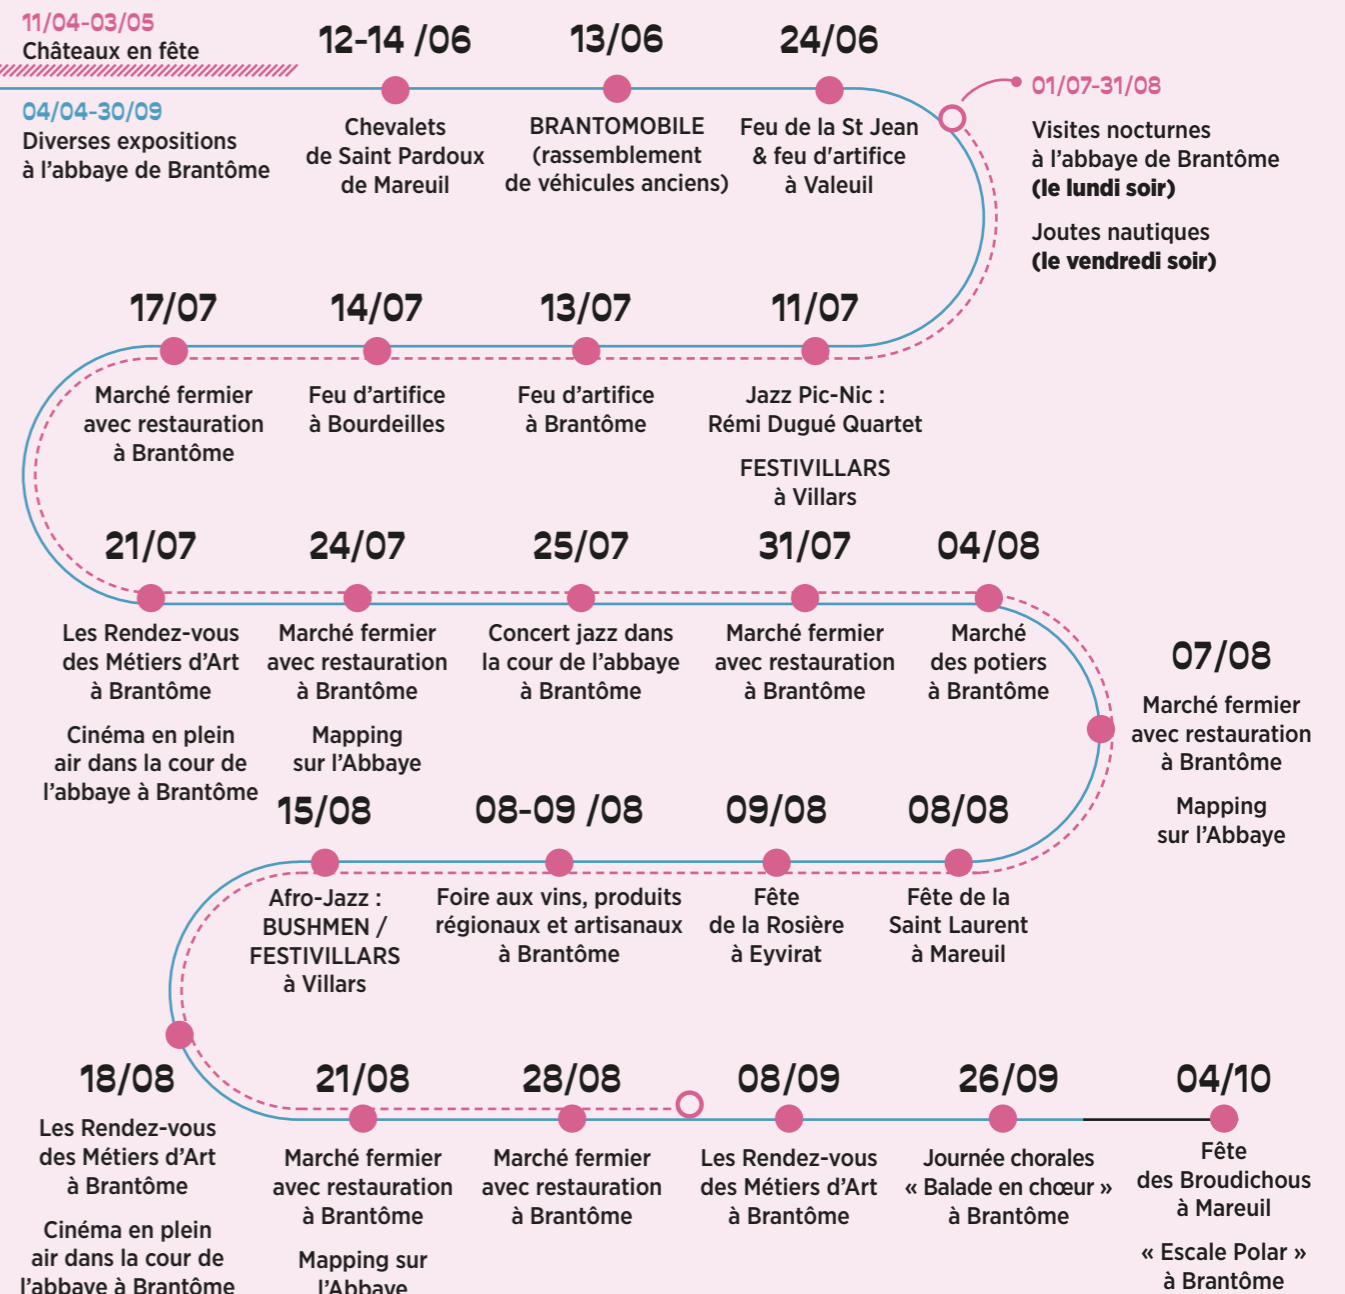 11/04-03/05
Châteaux en fête
04/04-30/09
Diverses expositions
à l'abbaye de Brantôme
12-14 /06
Chevalets
de Saint Pardoux
de Mareuil
13/06
BRANTOMOBILE
(rassemblement
de véhicules anciens)
24/06
Feu de la St Jean
& feu d'artifice
à Valeuil
01/07-31/08
Visites nocturnes
à l'abbaye de Brantôme
(le lundi soir)
Joutes nautiques
(le vendredi soir)
17/07
Marché fermier
avec restauration
à Brantôme
14/07
Feu d'artifice
à Bourdeilles
13/07
Feu d'artifice
à Brantôme
11/07
Jazz Pic-Nic :
Rémi Dugué Quartet
FESTIVILLARS
à Villars
21/07
Les Rendez-vous
des Métiers d'Art
à Brantôme
Cinéma en plein
air dans la cour de
l'abbaye à Brantôme
24/07
Marché fermier
avec restauration
à Brantôme
Mapping
sur l'Abbaye
25/07
Concert jazz dans
la cour de l'abbaye
à Brantôme
31/07
Marché fermier
avec restauration
à Brantôme
04/08
Marché
des potiers
à Brantôme
07/08
Marché fermier
avec restauration
à Brantôme
Mapping
sur l'Abbaye
15/08
Afro-Jazz :
BUSHMEN /
FESTIVILLARS
à Villars
08-09 /08
Foire aux vins, produits
régionaux et artisanaux
à Brantôme
09/08
Fête
de la Rosière
à Eyvirat
08/08
Fête de la
Saint Laurent
à Mareuil
18/08
Les Rendez-vous
des Métiers d'Art
à Brantôme
Cinéma en plein
air dans la cour de
l'abbaye à Brantôme
21/08
Marché fermier
avec restauration
à Brantôme
Mapping sur
l'Abbaye
28/08
Marché fermier
avec restauration
à Brantôme
08/09
Les Rendez-vous
des Métiers d'Art
à Brantôme
26/09
Journée chorales
« Balade en chœur »
à Brantôme
04/10
Fête
des Broudichous
à Mareuil
« Escale Polar »
à Brantôme